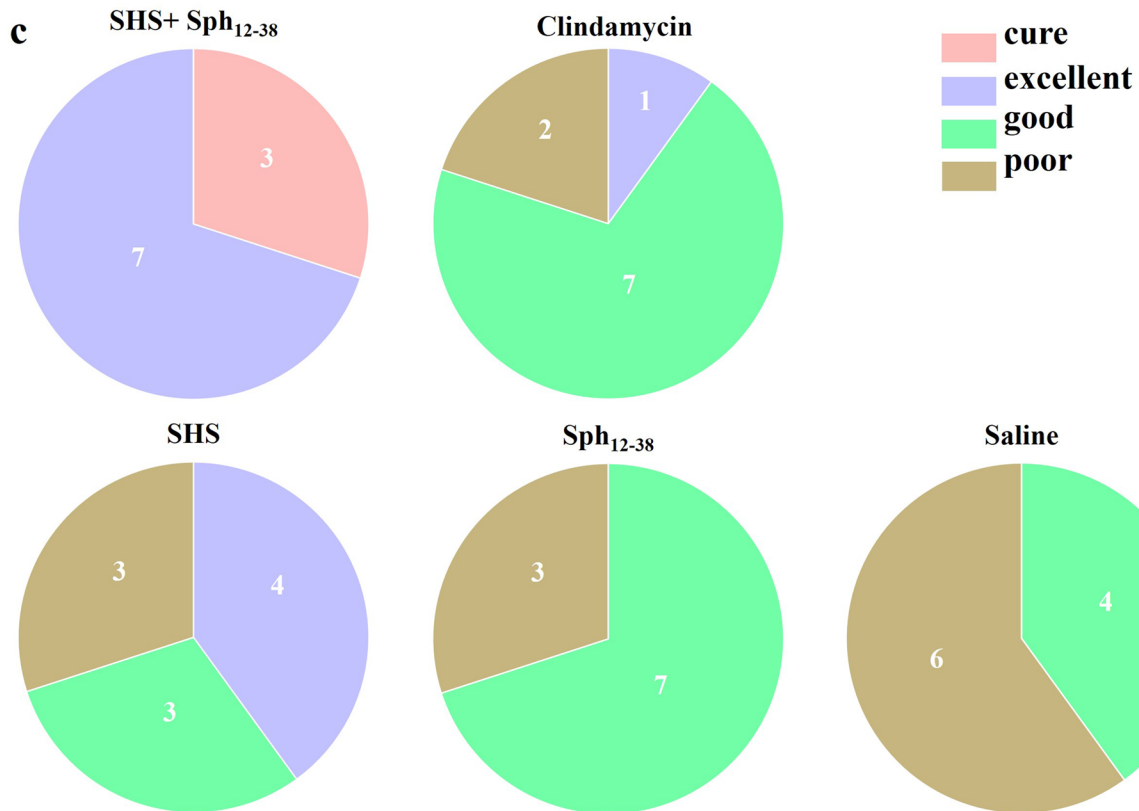 c
SHS+ Sph12-38
Clindamycin
cure
excellent
good
poor
3
7
1
2
7
SHS
Sph12-38
Saline
3
4
3
3
7
4
6